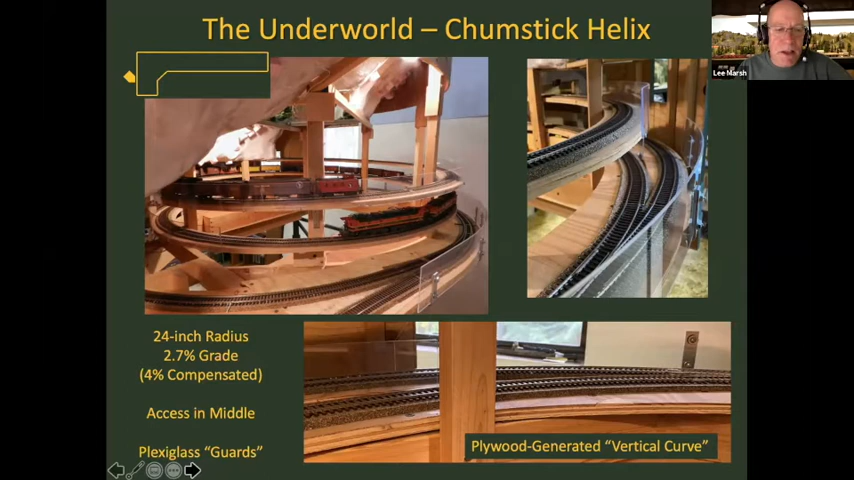 The Underworld – Chumstick Helix
Lee Marsh
24-inch Radius
2.7% Grade
(4% Compensated)
Access in Middle
Plexiglass “Guards”
Plywood-Generated “Vertical Curve”